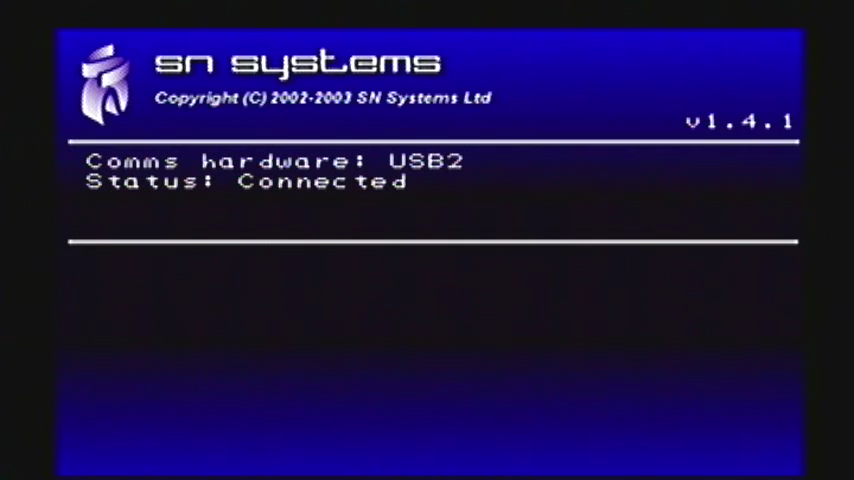 sn systems
Copyright (C) 2002-2003 SN Systems Ltd
v1.4.1
Comms hardware: USB2
Status: Connected